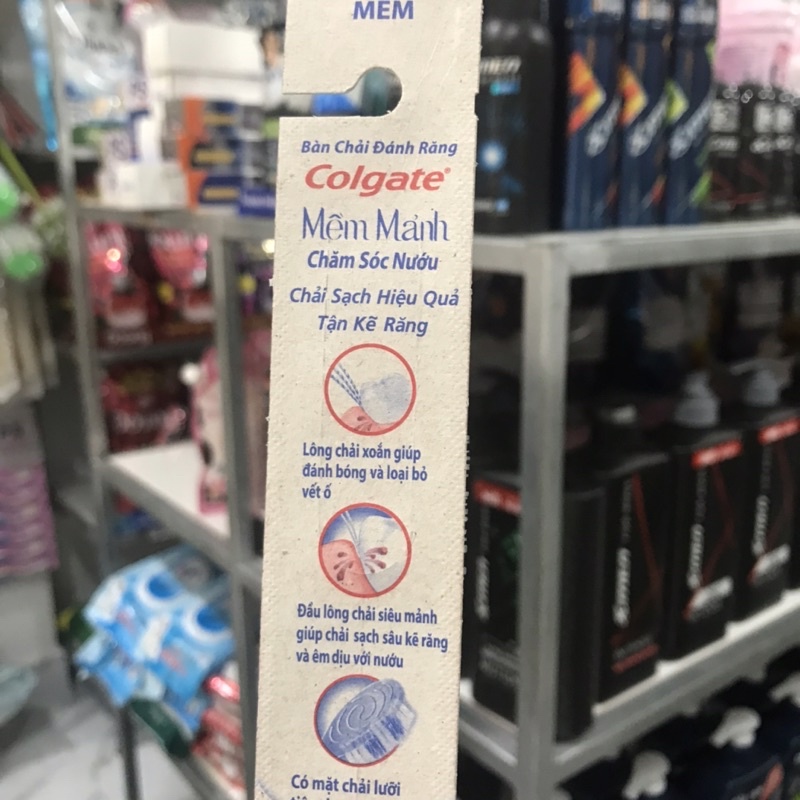 MỀM
Bàn Chải Đánh Răng
Colgate®
Mềm Mảnh
Chăm Sóc Nướu
Chải Sạch Hiệu Quả
Tận Kẽ Răng
Lông chải xoắn giúp
đánh bóng và loại bỏ
vết ố
Đầu lông chải siêu mảnh
giúp chải sạch sâu kẽ răng
và êm dịu với nướu
Có mặt chải lưỡi